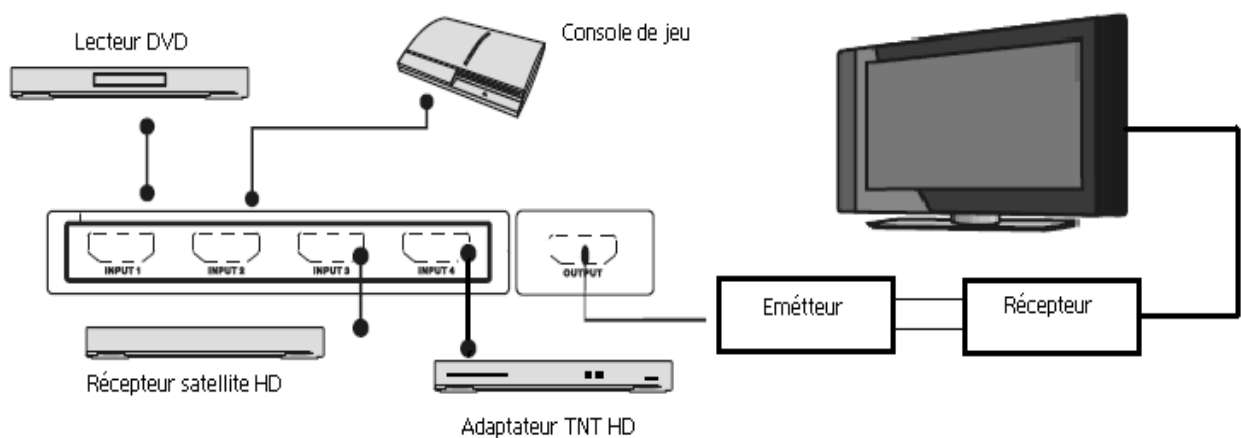 Lecteur DVD
Console de jeu
INPUT 1
INPUT 2
INPUT 3
INPUT 4
OUTPUT
Emétteur
Récepteur
Récepteur satellite HD
Adaptateur TNT HD